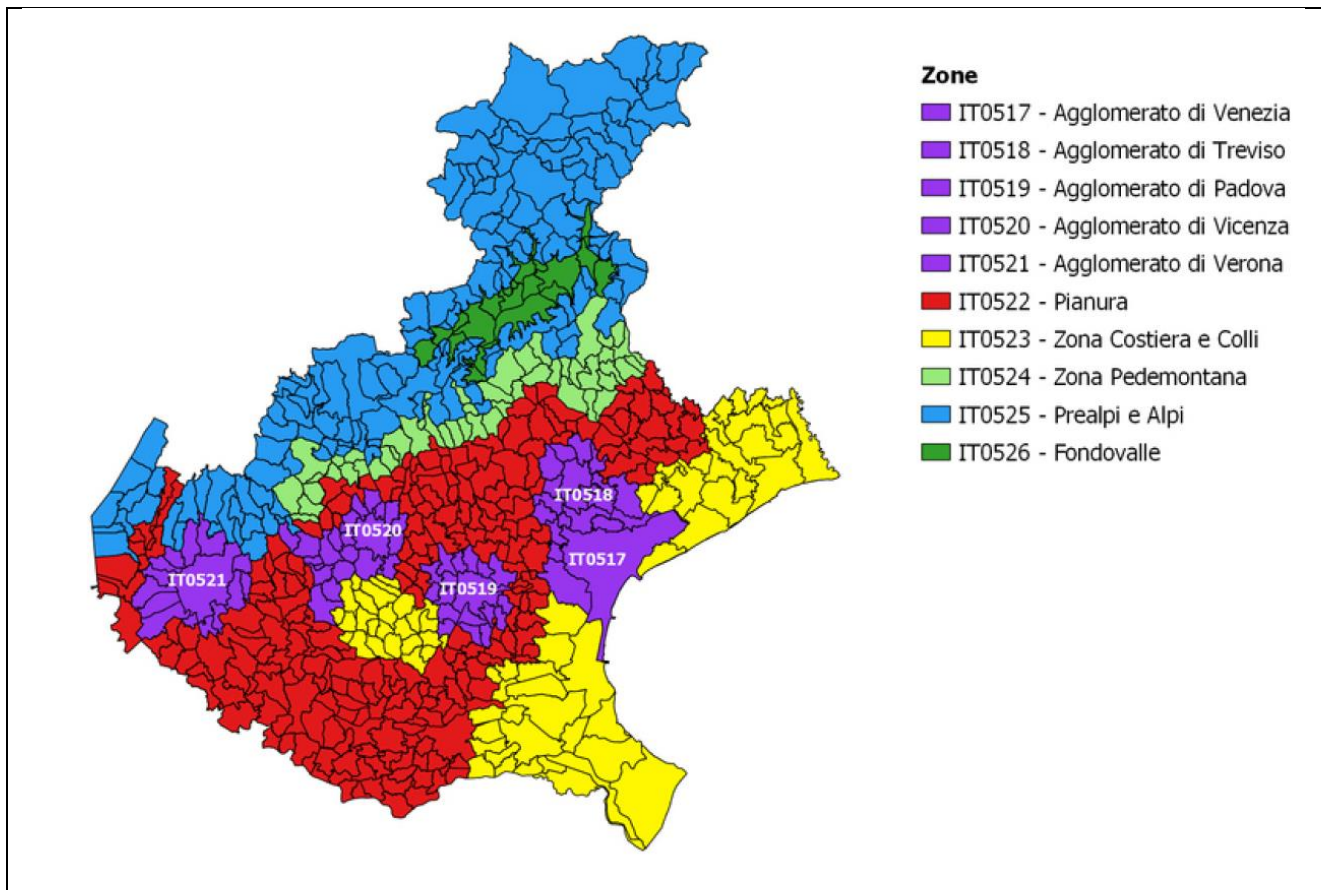 Zone
IT0517 - Agglomerato di Venezia
IT0518 - Agglomerato di Treviso
IT0519 - Agglomerato di Padova
IT0520 - Agglomerato di Vicenza
IT0521 - Agglomerato di Verona
IT0522 - Pianura
IT0523 - Zona Costiera e Colli
IT0524 - Zona Pedemontana
IT0525 - Prealpi e Alpi
IT0526 - Fondovalle
IT0518
IT0520
IT0517
IT0521
IT0519